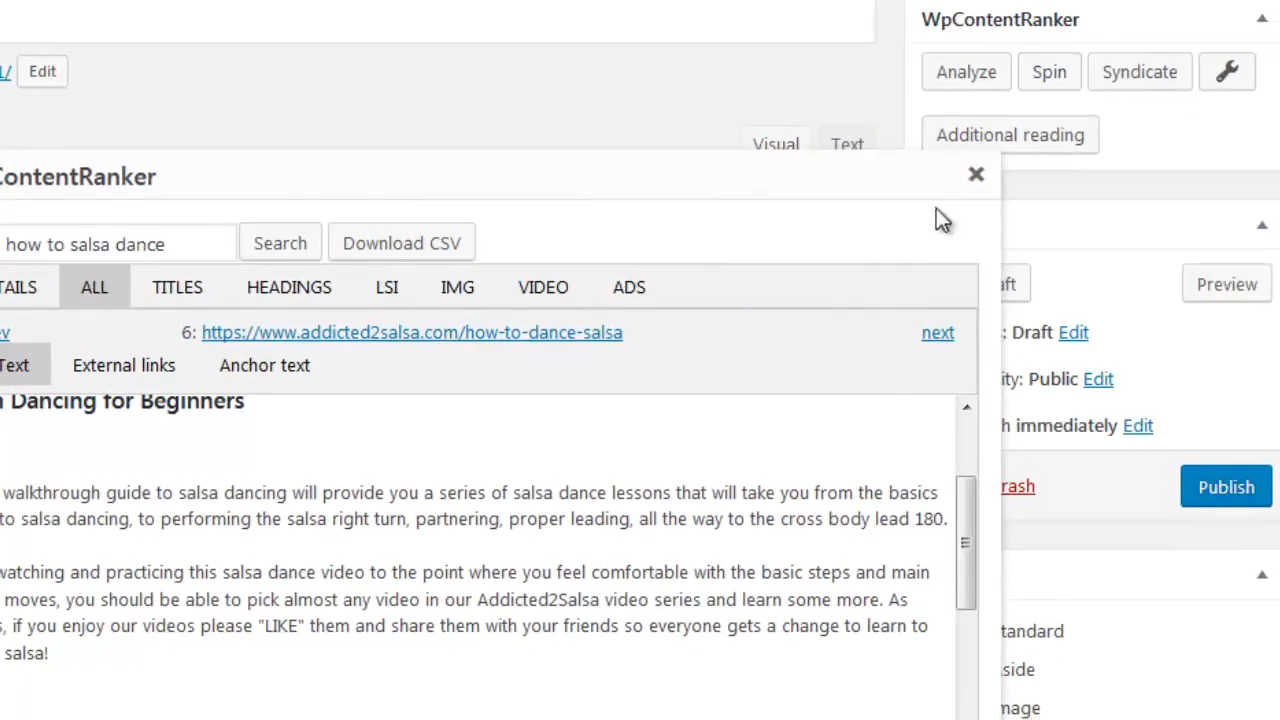 WpContentRanker
Edit
Analyze Spin Syndicate
Additional reading
Visual Text
ContentRanker
how to salsa dance Search Download CSV
TAILS ALL TITLES HEADINGS LSI IMG VIDEO ADS
Preview
6: https://www.addicted2salsa.com/how-to-dance-salsa next
: Draft Edit
Text External links Anchor text
ity: Public Edit
Dancing for Beginners
h immediately Edit
walkthrough guide to salsa dancing will provide you a series of salsa dance lessons that will take you from the basics
to salsa dancing, to performing the salsa right turn, partnering, proper leading, all the way to the cross body lead 180.
rash Publish
watching and practicing this salsa dance video to the point where you feel comfortable with the basic steps and main
moves, you should be able to pick almost any video in our Addicted2Salsa video series and learn some more. As
s, if you enjoy our videos please "LIKE" them and share them with your friends so everyone gets a change to learn to
salsa!
tandard
side
mage